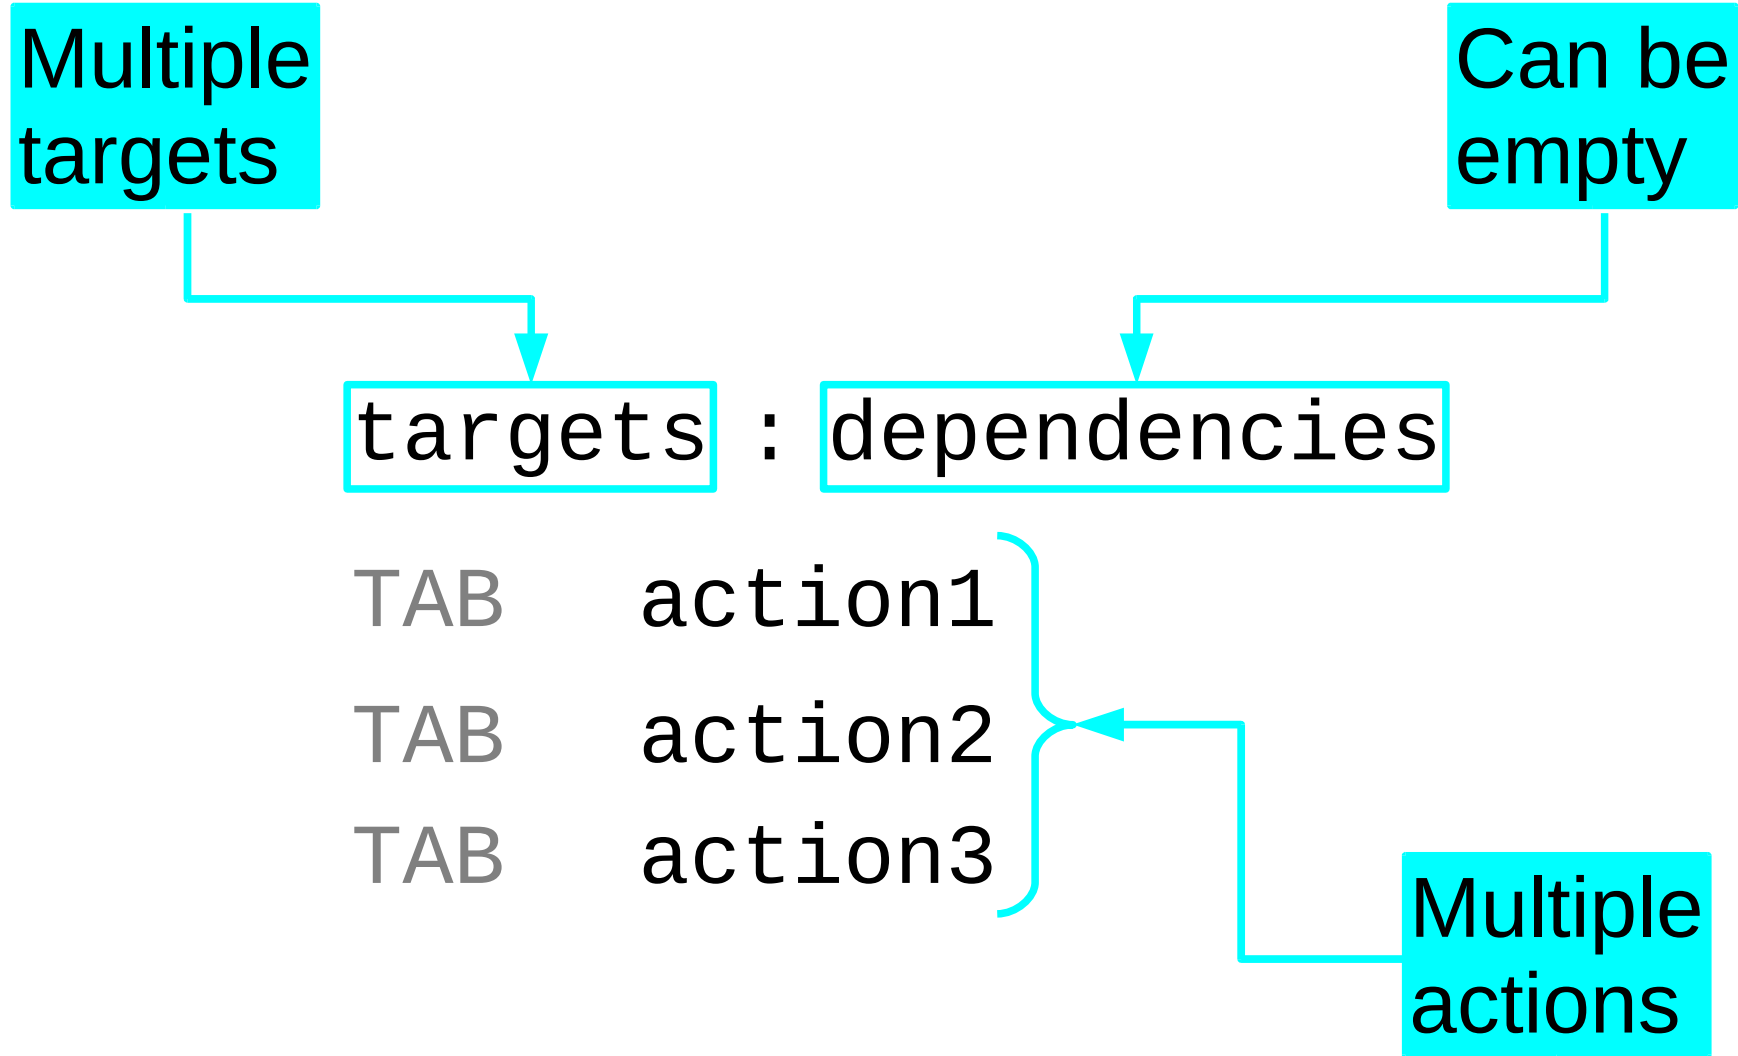 Multiple
targets
Can be
empty
targets : dependencies
TAB action1
TAB action2
TAB action3
Multiple
actions